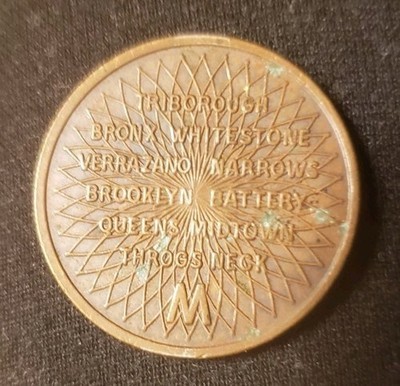 TRIBOROUGH
BRONX WHITESTONE
VERRAZANO NARROWS
BROOKLYN BATTERY
QUEENS MIDTOWN
THROGS NECK
M